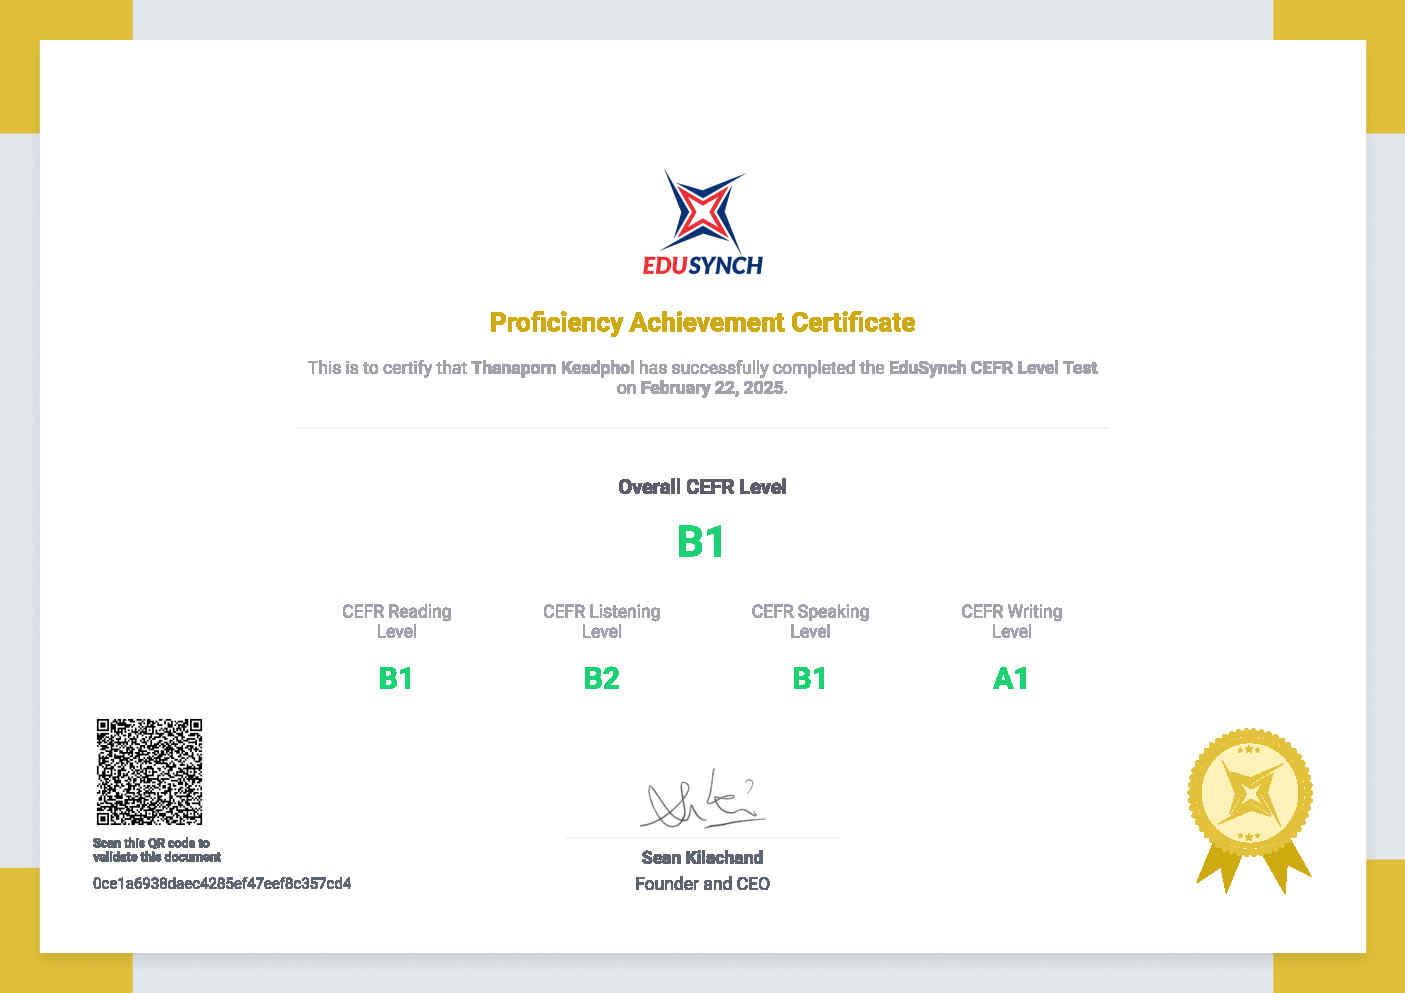 EDUSYNCH
Proficiency Achievement Certificate
This is to certify that Thanaporn Keadphol has successfully completed the EduSynch CEFR Level Test
on February 22, 2025.
Overall CEFR Level
B1
CEFR Reading
Level
B1
CEFR Listening
Level
B2
CEFR Speaking
Level
B1
CEFR Writing
Level
A1
Scan this QR code to
validate this document
0ce1a6938daec4285ef47eef8c357cd4
Sean Kilachand
Founder and CEO